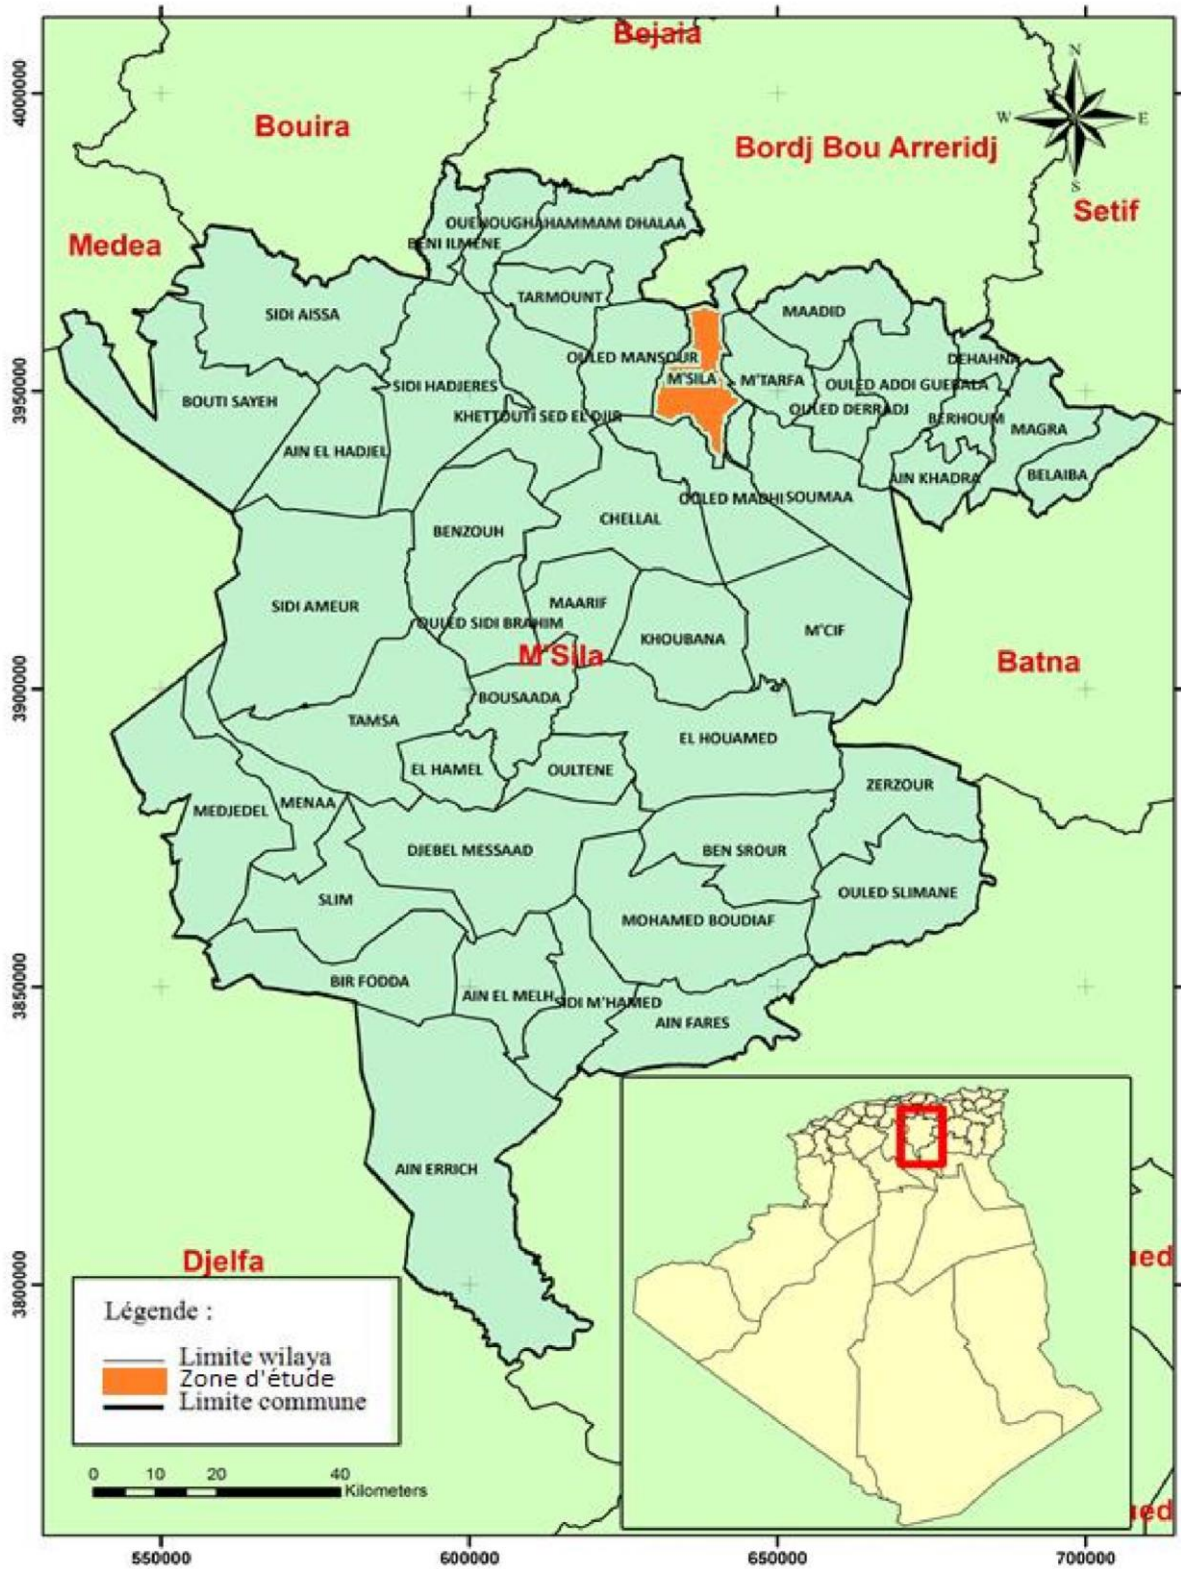 Bejaia
N
4000000
Bouira
W
E
Bordj Bou Arreridj
S
Setif
Medea
OUENOUGHA
HAMMAM DHALAA
BENI ILMENE
TARMOUNT
SIDI AISSA
MAADID
OULED MANSOUR
DEHAHNA
3950000
SIDI HADJERES
M'SILA
M'TARFA
OULED ADDI GUEBALA
BOUTI SAYEH
KHETTOUTI SED EL DJIR
OULED DERRADJ
BERHOUM
MAGRA
AIN EL HADJEL
AIN KHADRA
BELAIBA
OULED MADHI
SOUMAA
BENZOUH
CHELLAL
SIDI AMEUR
MAARIF
OULED SIDI BRAHIM
KHOUBANA
M'CIF
M'Sila
Batna
3900000
BOUSAADA
TAMSA
EL HOUAMED
EL HAMEL
OULTENE
ZERZOUR
MENAA
MEDJEDEL
DJEBEL MESSAAD
BEN SROUR
SLIM
OULED SLIMANE
MOHAMED BOUDIAF
3850000
BIR FODDA
AIN EL MELH
SIDI M'HAMED
AIN FARES
AIN ERRICH
Djelfa
ued
3800000
Légende :
Limite wilaya
Zone d'étude
Limite commune
0 10 20 40
Kilometers
ued
550000 600000 650000 700000